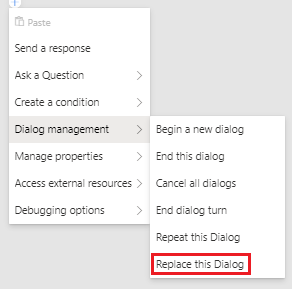 Paste
Send a response
Ask a Question
Create a condition
Dialog management
Manage properties
Access external resources
Debugging options
Begin a new dialog
End this dialog
Cancel all dialogs
End dialog turn
Repeat this Dialog
Replace this Dialog